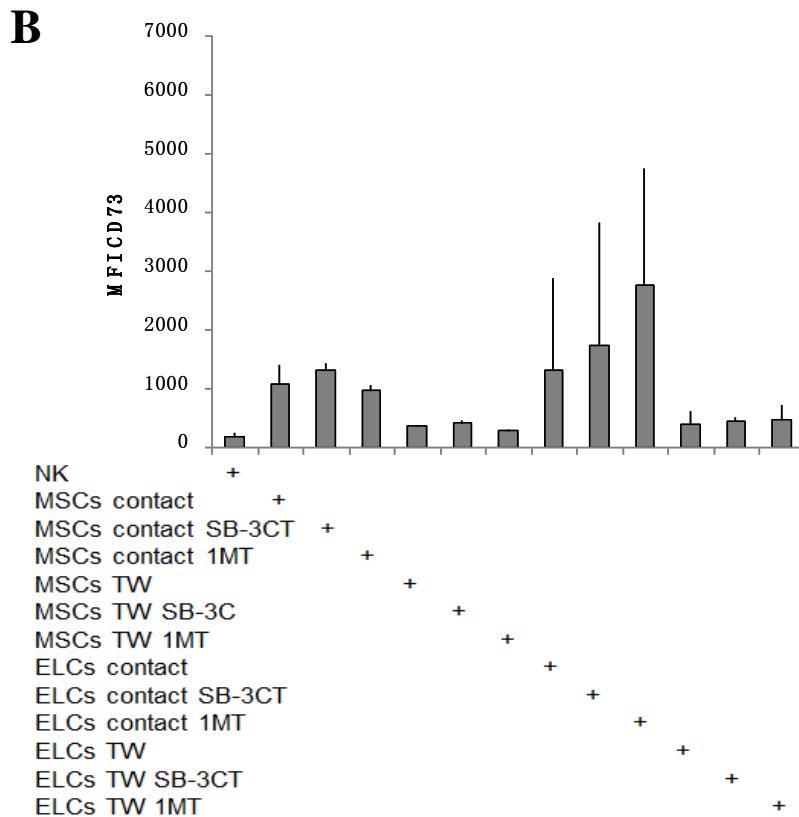 B
7000
6000
5000
4000
3000
2000
1000
0
MFICD73
NK +
MSCs contact +
MSCs contact SB-3CT +
MSCs contact 1MT +
MSCs TW +
MSCs TW SB-3C +
MSCs TW 1MT +
ELCs contact +
ELCs contact SB-3CT +
ELCs contact 1MT +
ELCs TW +
ELCs TW SB-3CT +
ELCs TW 1MT +